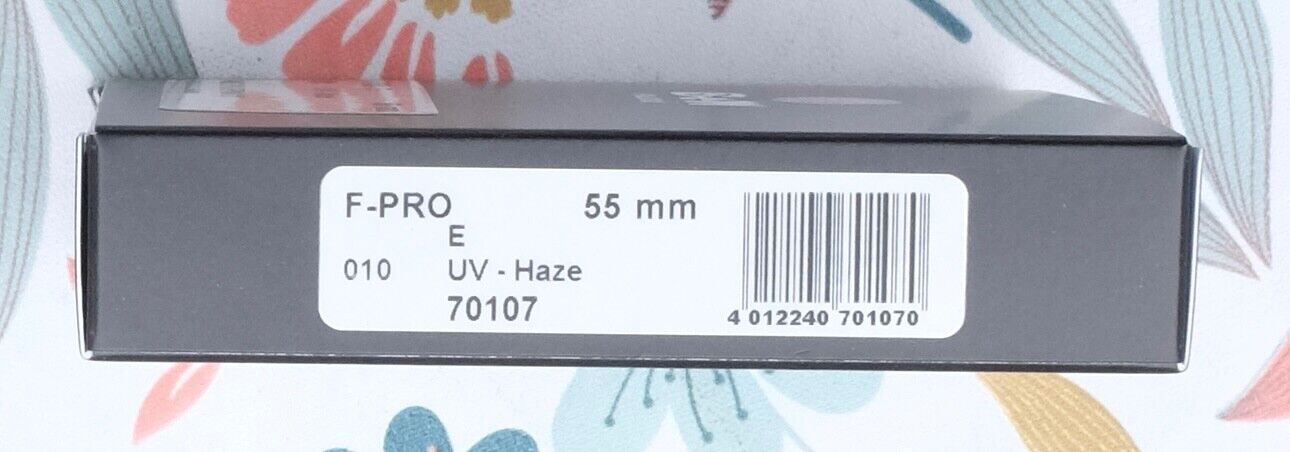 F-PRO 55 mm
E
010 UV - Haze
70107
4 012240 701070